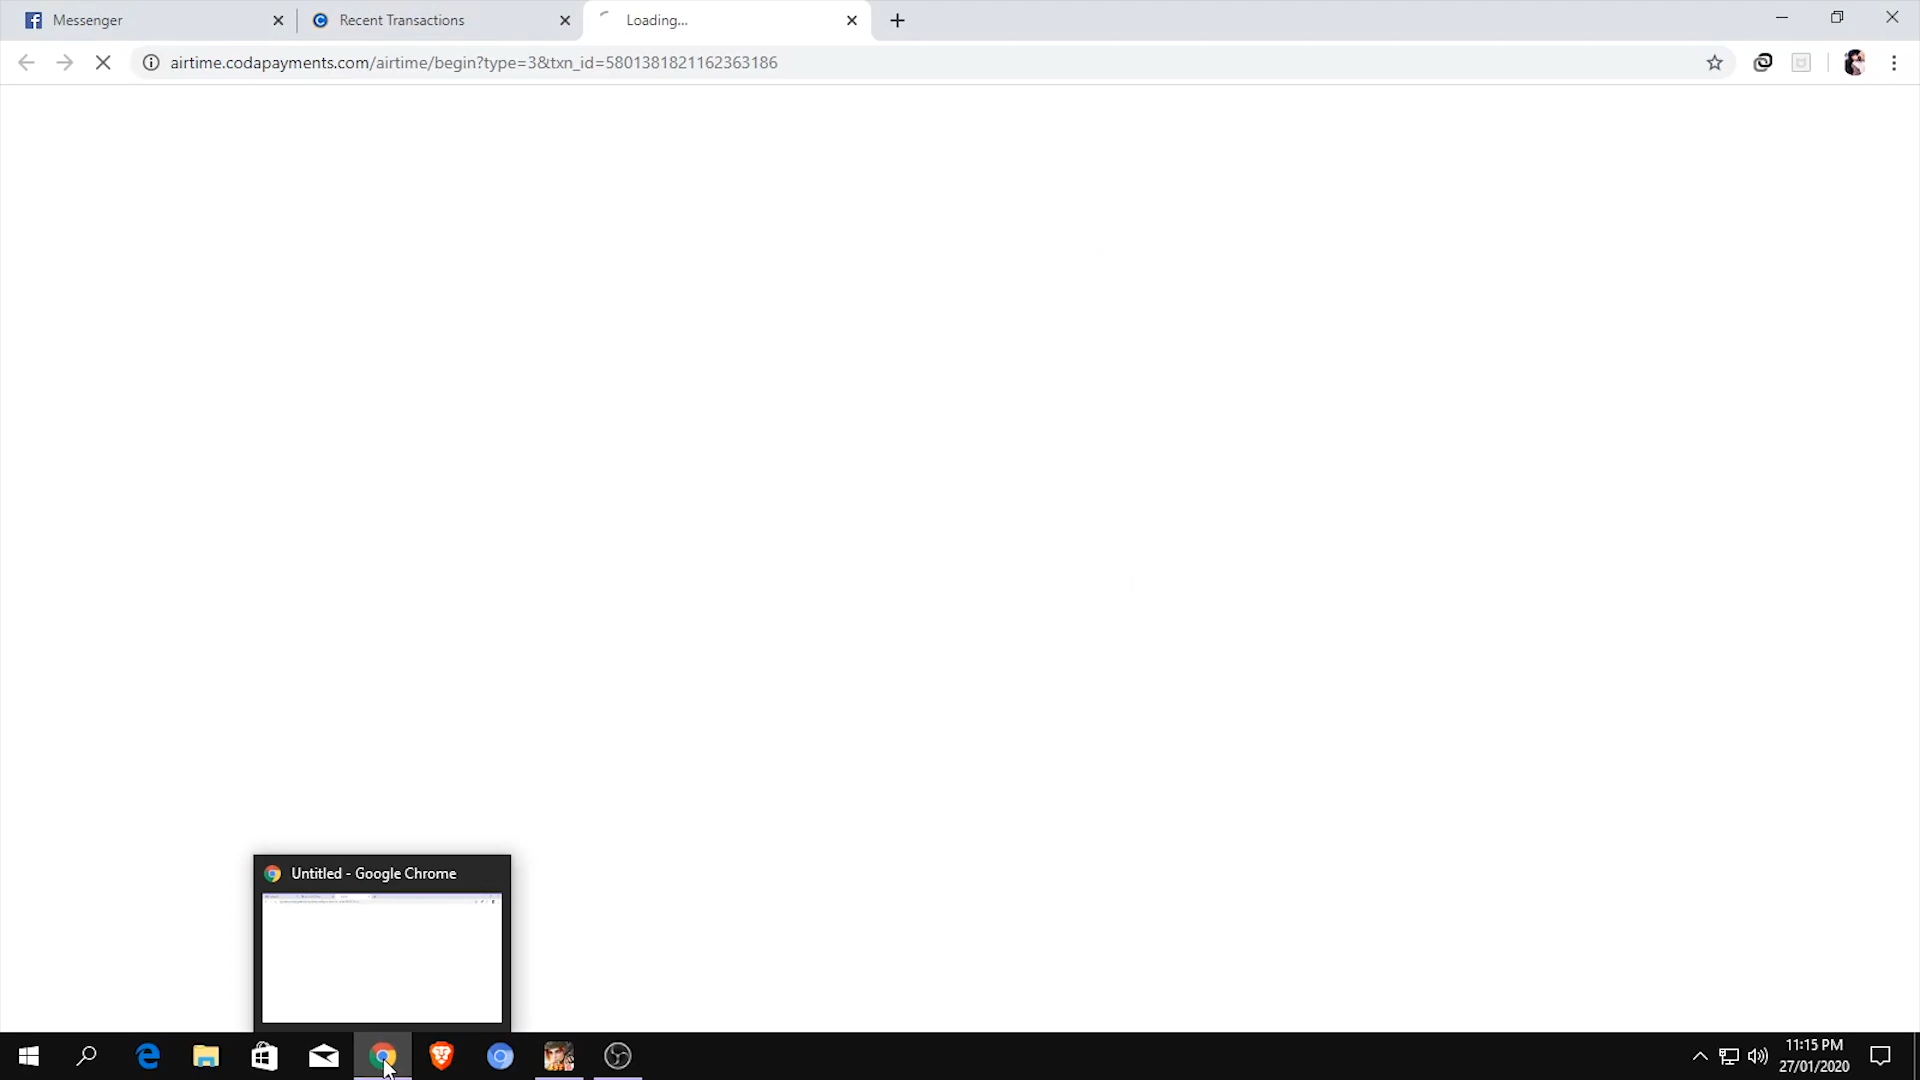 Messenger
Recent Transactions
Loading...
airtime.codapayments.com/airtime/begin?type=3&txn_id=5801381821162363186
Untitled - Google Chrome
11:15 PM
27/01/2020